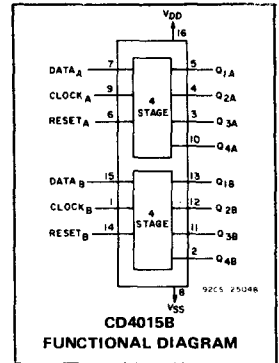 VDD
16
DATAA 7 5 Q1A
CLOCKA 9 4 Q2A
RESETA 6 3 Q3A
4 STAGE
10 Q4A
DATAB 15 13 Q1B
CLOCKB 1 12 Q2B
RESETB 14 11 Q3B
4 STAGE
2 Q4B
8
VSS
92CS 25048
CD4015B
FUNCTIONAL DIAGRAM